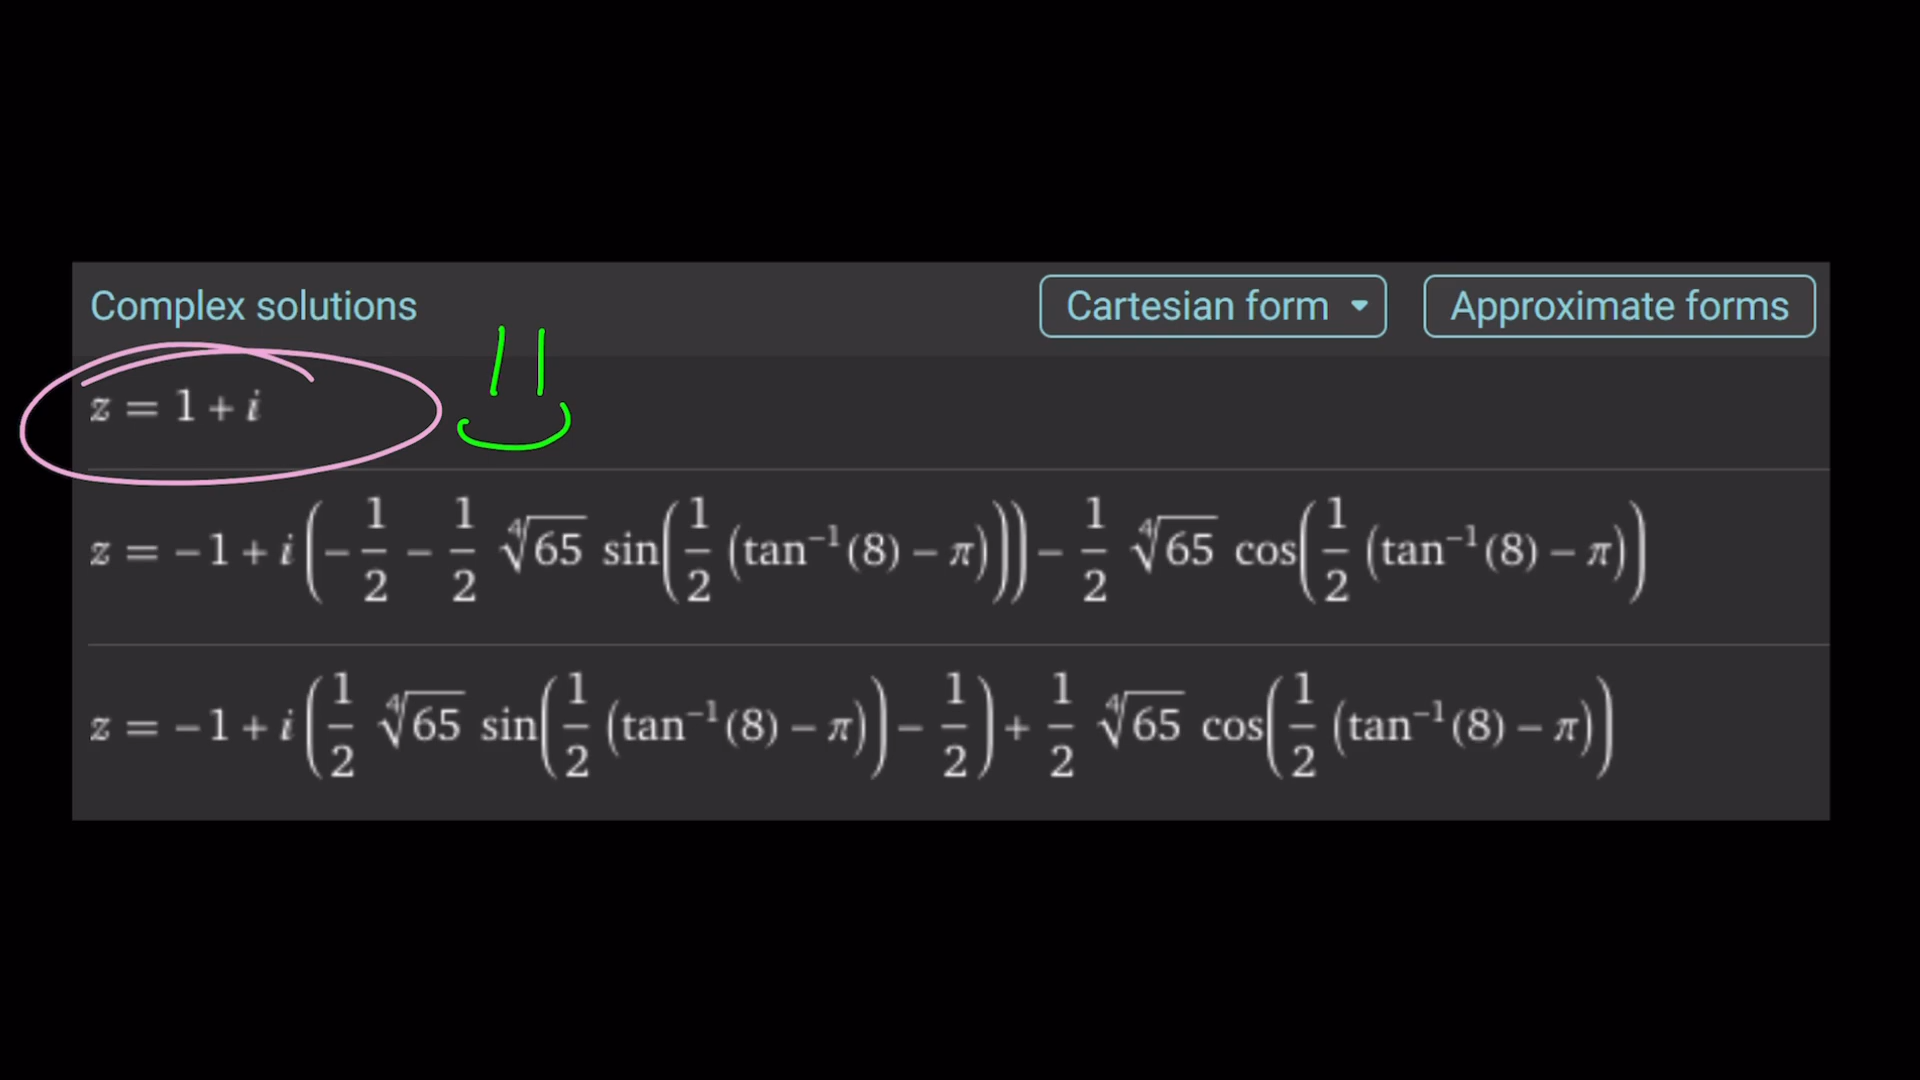 Complex solutions Cartesian form Approximate forms
z = 1 + i
z = −1 + i(−1/2 − 1/2 ∜65 sin(1/2 (tan⁻¹(8) − π))) − 1/2 ∜65 cos(1/2 (tan⁻¹(8) − π))
z = −1 + i(1/2 ∜65 sin(1/2 (tan⁻¹(8) − π)) − 1/2) + 1/2 ∜65 cos(1/2 (tan⁻¹(8) − π))